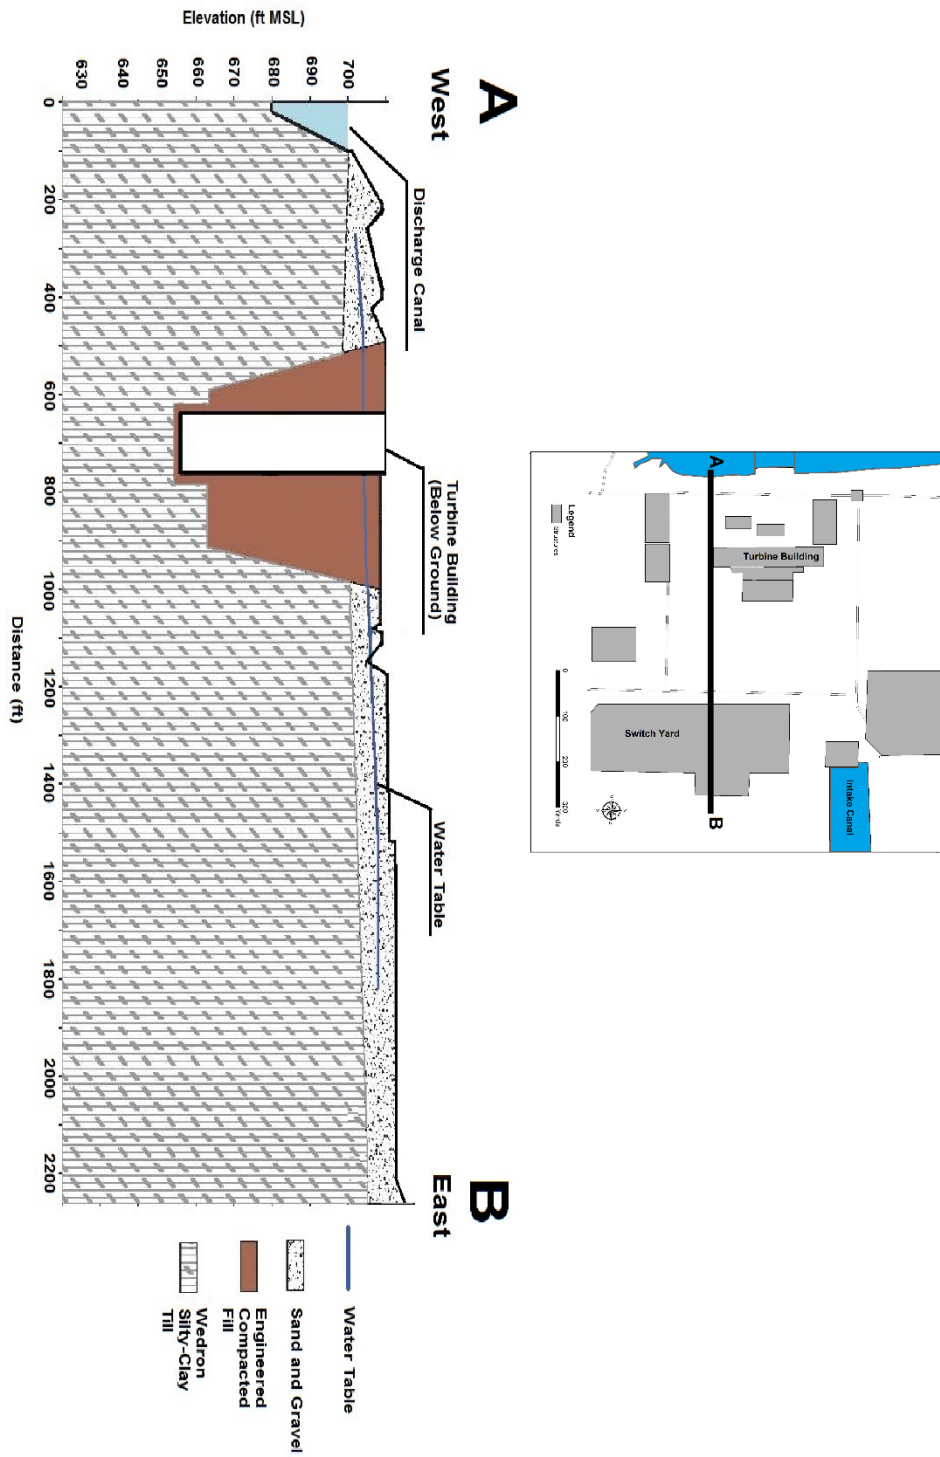 Elevation (ft MSL)
630
640
650
660
670
680
690
700
West
A
0
200
400
600
800
1000
1200
1400
1600
1800
2000
2200
Distance (ft)
Discharge Canal
Turbine Building
(Below Ground)
Water Table
East
B
Water Table
Sand and Gravel
Engineered
Compacted
Fill
Wedron
Silty-Clay
Till
A
Turbine Building
Legend
Structures
Switch Yard
Intake Canal
B
0
100
200
300
Yards